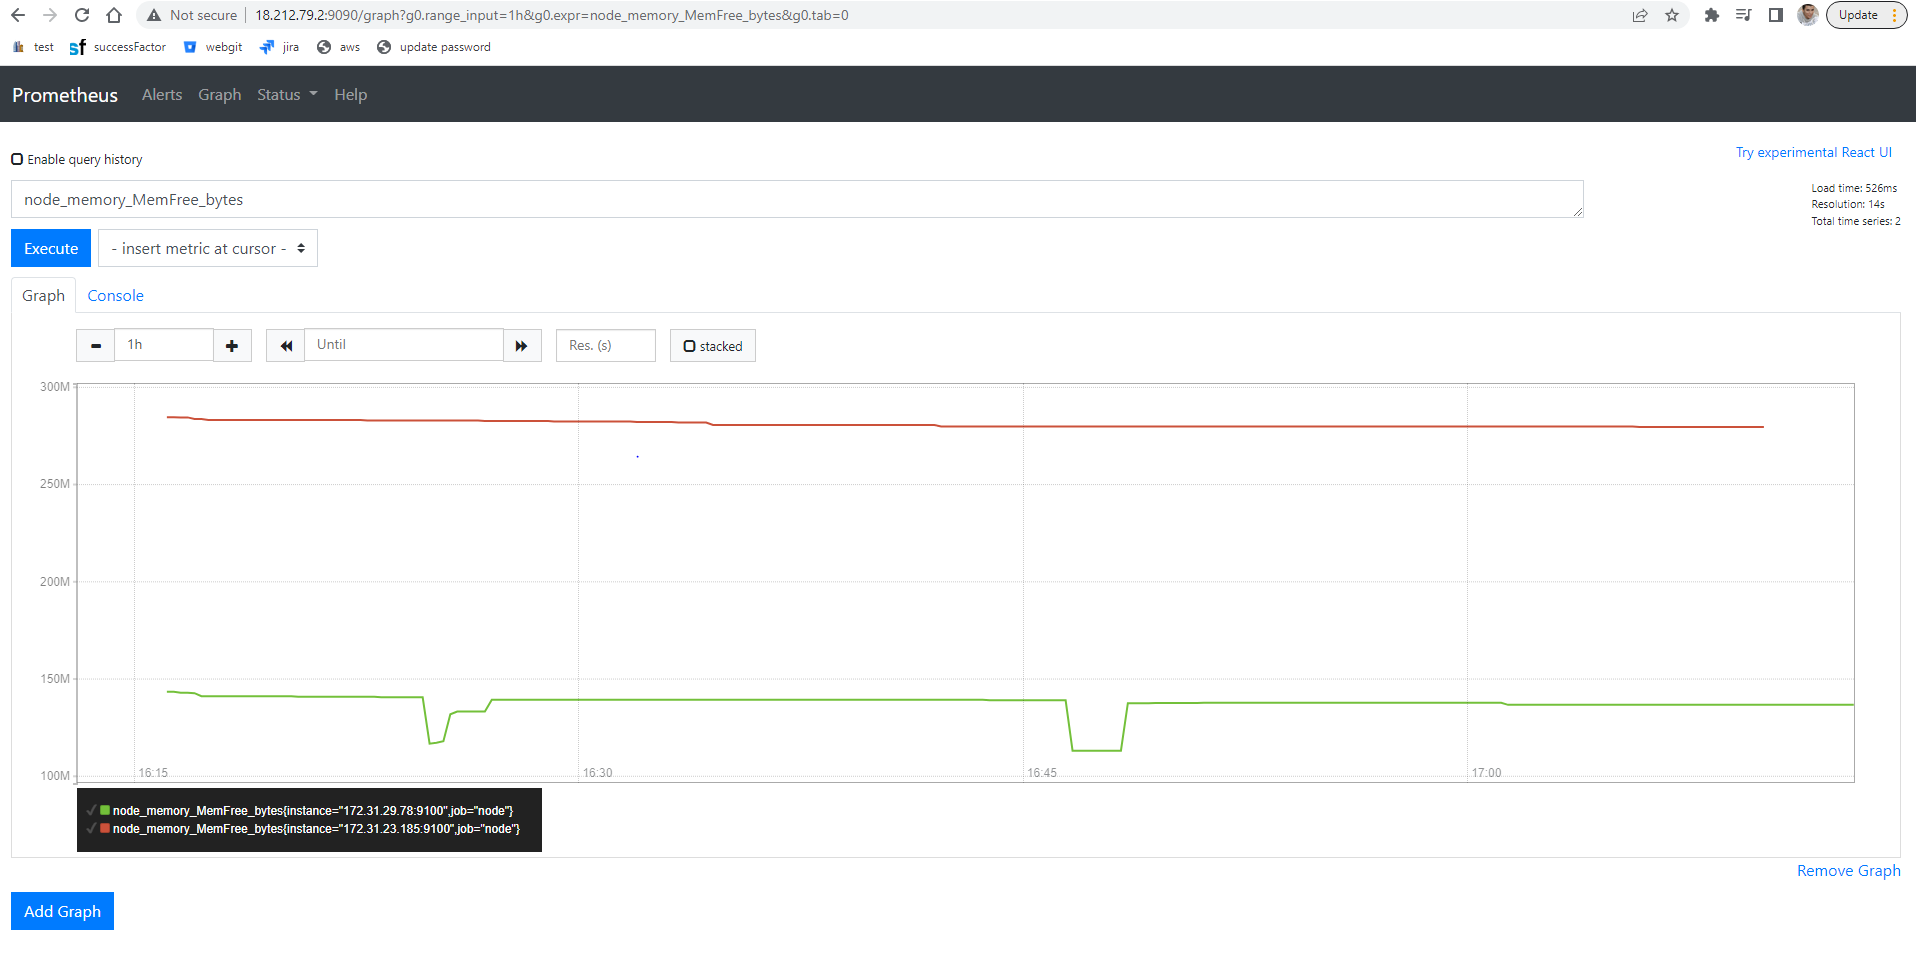 Not secure 18.212.79.2:9090/graph?g0.range_input=1h&g0.expr=node_memory_MemFree_bytes&g0.tab=0 Update
test sf successFactor webgit jira aws update password
Prometheus Alerts Graph Status Help
Enable query history
Try experimental React UI
node_memory_MemFree_bytes
Load time: 526ms
Resolution: 14s
Total time series: 2
Execute - insert metric at cursor -
Graph Console
1h Until Res. (s) stacked
300M
250M
200M
150M
100M
16:15 16:30 16:45 17:00
node_memory_MemFree_bytes{instance="172.31.29.78:9100",job="node"}
node_memory_MemFree_bytes{instance="172.31.23.185:9100",job="node"}
Remove Graph
Add Graph